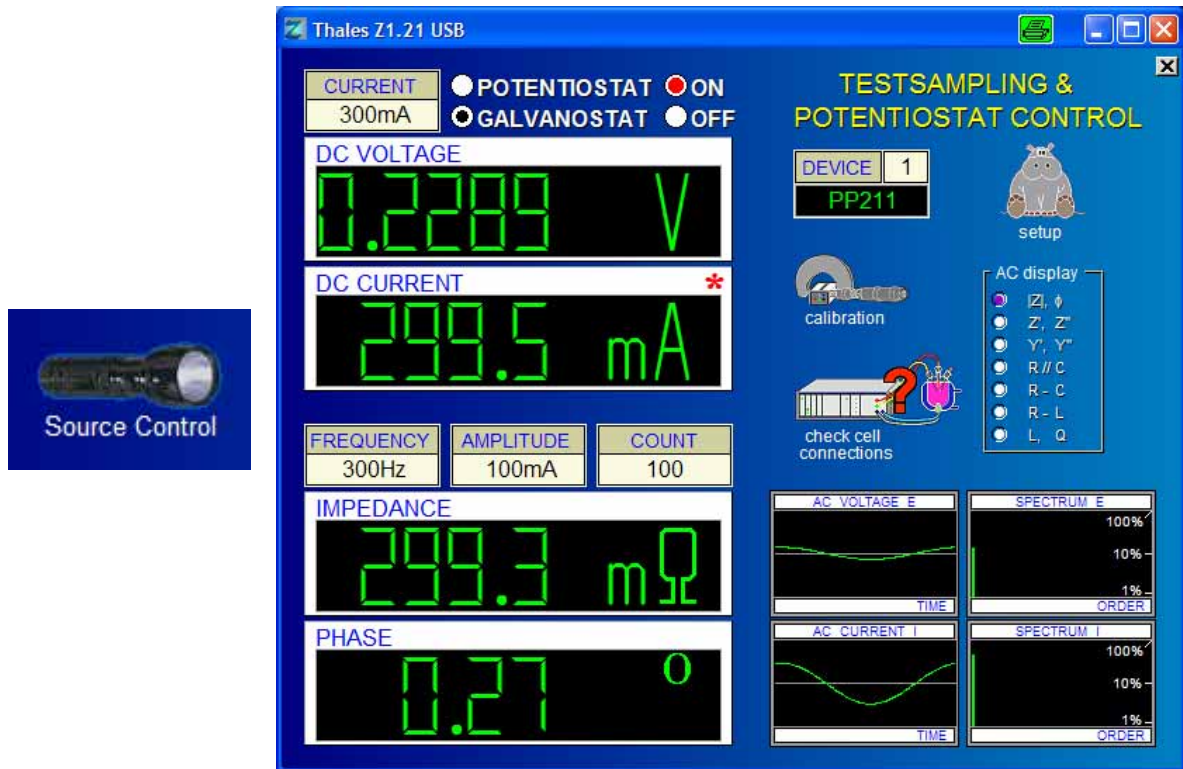 Source Control
Thales Z1.21 USB
CURRENT
300mA
POTENTIOSTAT ON
GALVANOSTAT OFF
DC VOLTAGE
0.2289 V
DC CURRENT *
299.5 mA
FREQUENCY
300Hz
AMPLITUDE
100mA
COUNT
100
IMPEDANCE
299.3 mΩ
PHASE
0.27 °
TESTSAMPLING &
POTENTIOSTAT CONTROL
DEVICE 1
PP211
setup
calibration
check cell
connections
?
AC display
|Z|, ϕ
Z', Z"
Y', Y"
R//C
R - C
R - L
L, Q
AC VOLTAGE E
TIME
SPECTRUM E
100%
10%
1%
ORDER
AC CURRENT I
TIME
SPECTRUM I
100%
10%
1%
ORDER